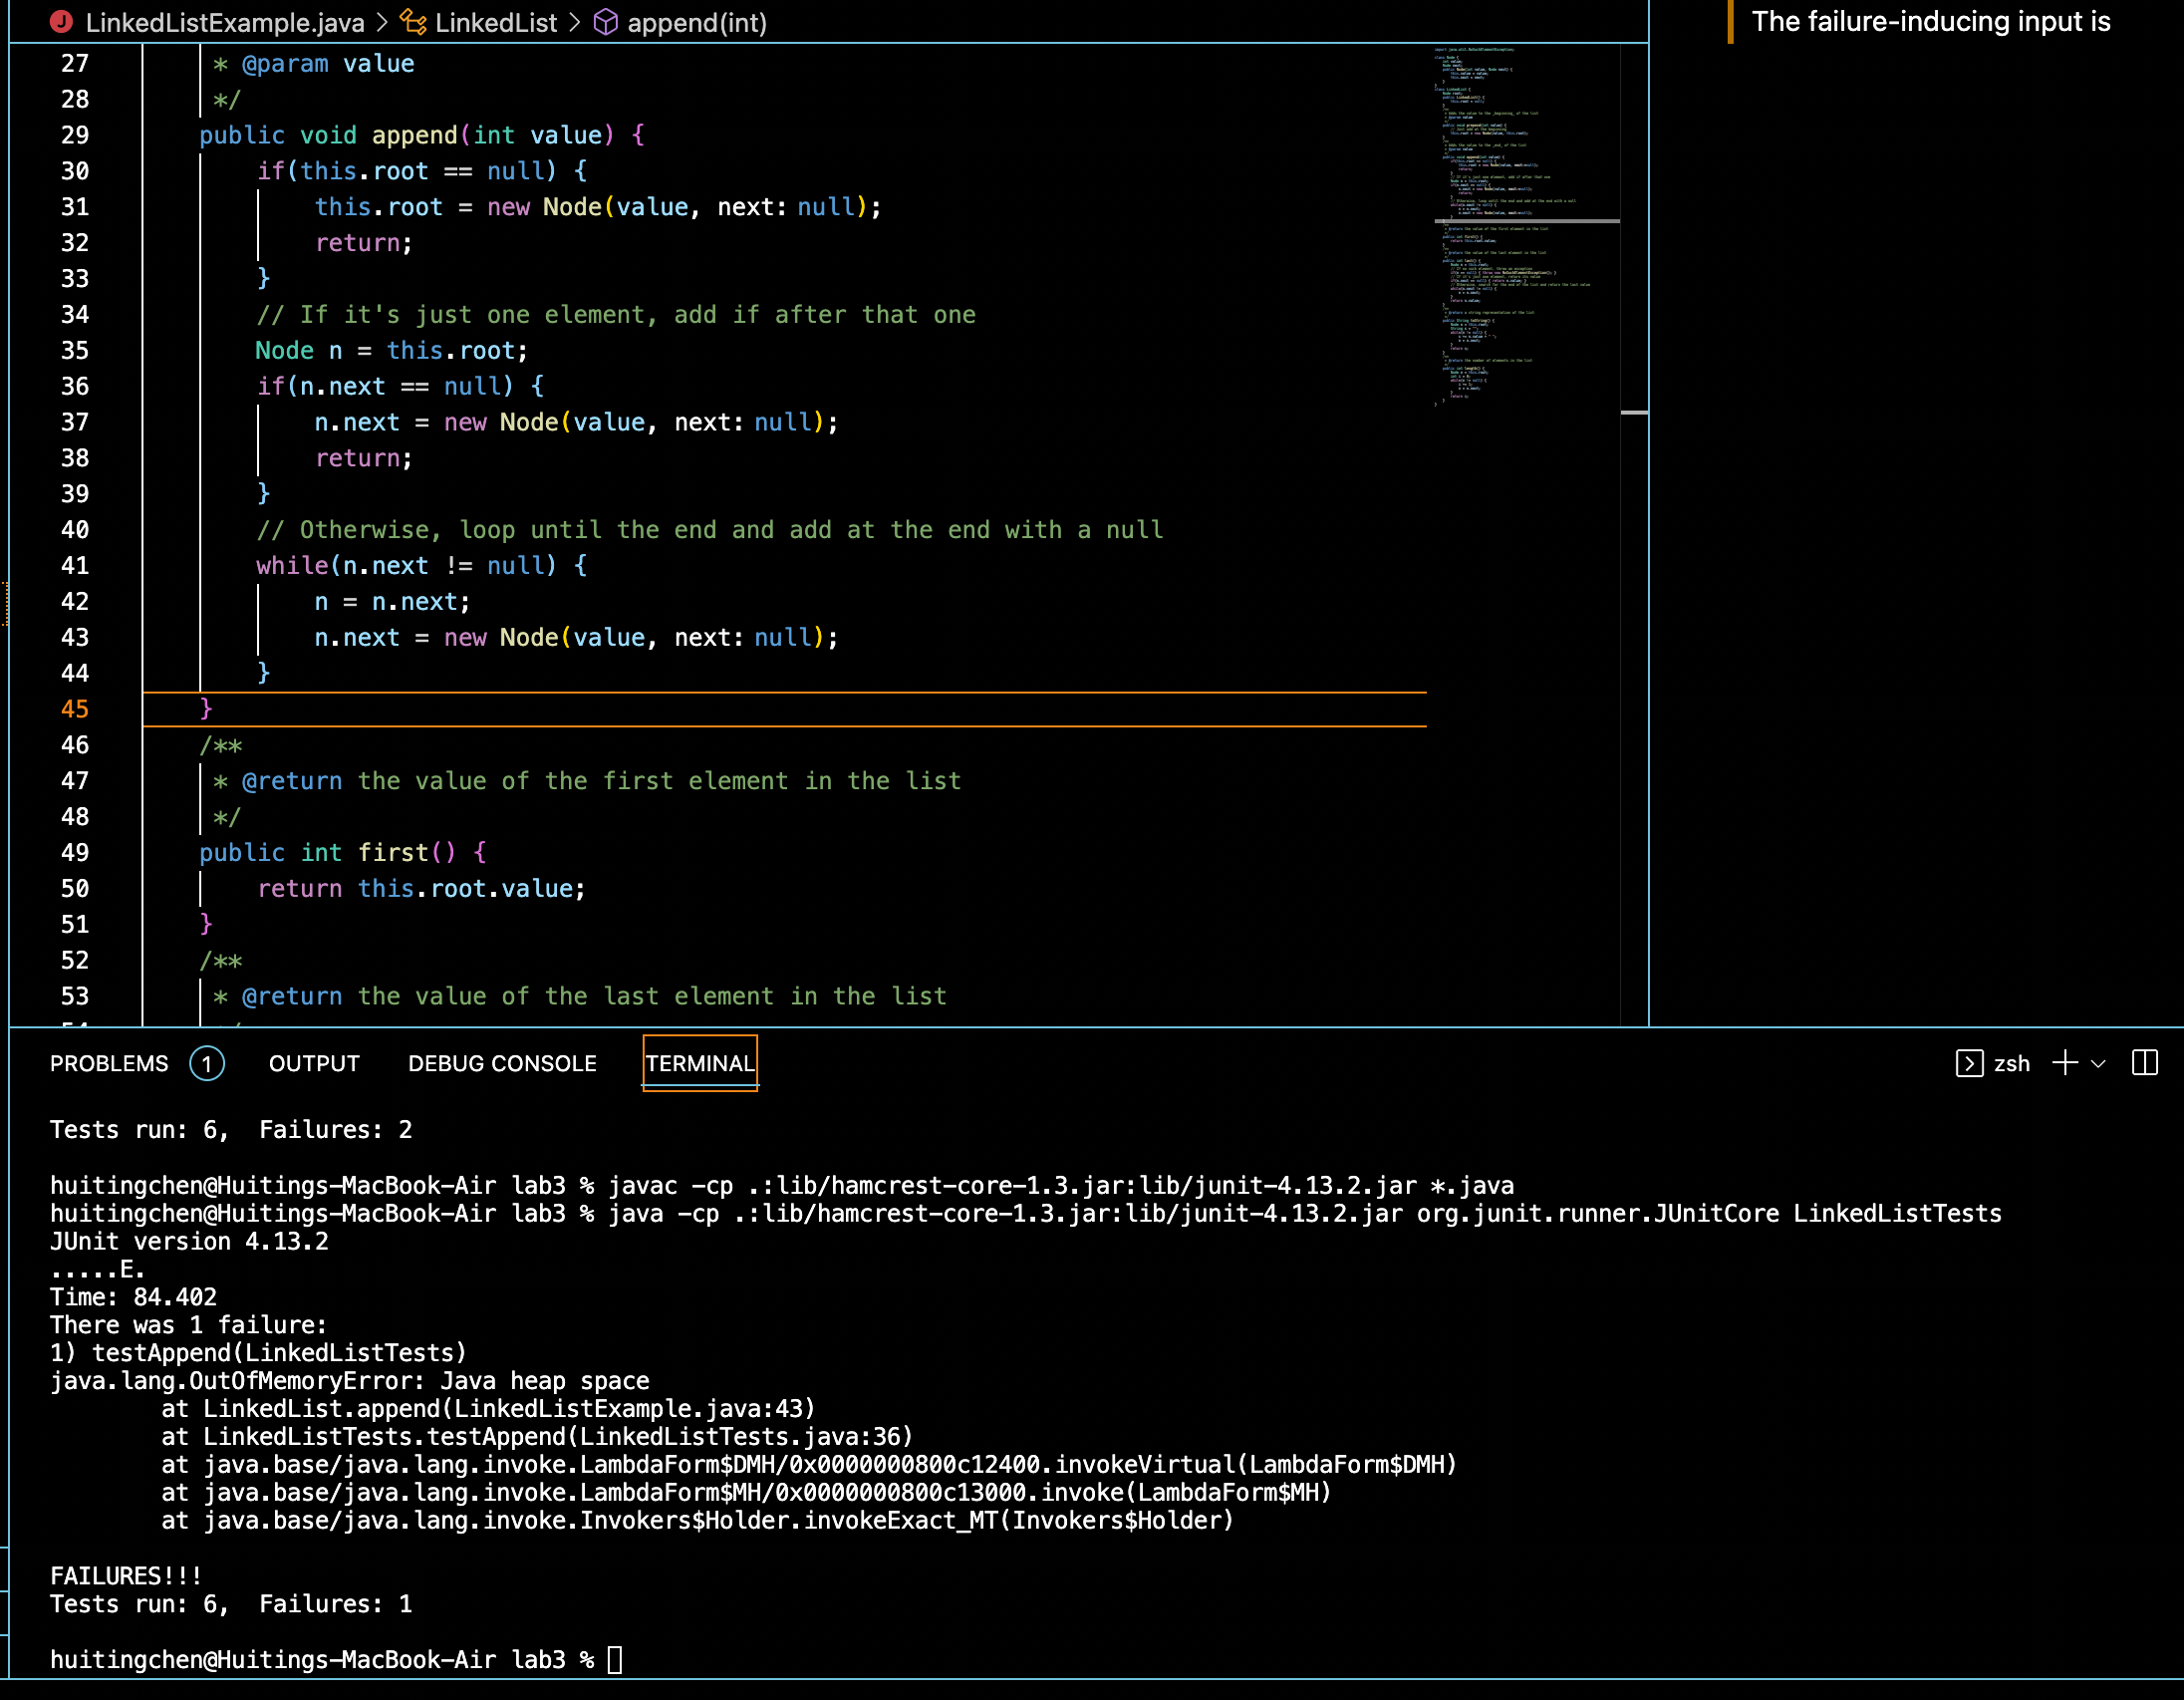 LinkedListExample.java > LinkedList > append(int)
The failure-inducing input is
27 * @param value
28 */
29 public void append(int value) {
30 if(this.root == null) {
31 this.root = new Node(value, next: null);
32 return;
33 }
34 // If it's just one element, add if after that one
35 Node n = this.root;
36 if(n.next == null) {
37 n.next = new Node(value, next: null);
38 return;
39 }
40 // Otherwise, loop until the end and add at the end with a null
41 while(n.next != null) {
42 n = n.next;
43 n.next = new Node(value, next: null);
44 }
45 }
46 /**
47 * @return the value of the first element in the list
48 */
49 public int first() {
50 return this.root.value;
51 }
52 /**
53 * @return the value of the last element in the list
PROBLEMS 1 OUTPUT DEBUG CONSOLE TERMINAL zsh
Tests run: 6,  Failures: 2
huitingchen@Huitings-MacBook-Air lab3 % javac -cp .:lib/hamcrest-core-1.3.jar:lib/junit-4.13.2.jar *.java
huitingchen@Huitings-MacBook-Air lab3 % java -cp .:lib/hamcrest-core-1.3.jar:lib/junit-4.13.2.jar org.junit.runner.JUnitCore LinkedListTests
JUnit version 4.13.2
.....E.
Time: 84.402
There was 1 failure:
1) testAppend(LinkedListTests)
java.lang.OutOfMemoryError: Java heap space
at LinkedList.append(LinkedListExample.java:43)
at LinkedListTests.testAppend(LinkedListTests.java:36)
at java.base/java.lang.invoke.LambdaForm$DMH/0x0000000800c12400.invokeVirtual(LambdaForm$DMH)
at java.base/java.lang.invoke.LambdaForm$MH/0x0000000800c13000.invoke(LambdaForm$MH)
at java.base/java.lang.invoke.Invokers$Holder.invokeExact_MT(Invokers$Holder)
FAILURES!!!
Tests run: 6,  Failures: 1
huitingchen@Huitings-MacBook-Air lab3 %